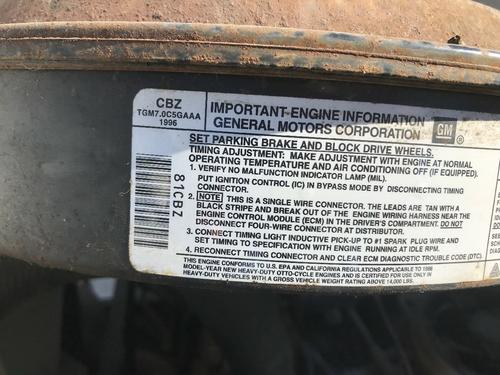 CBZ
TGM7.0C5GAAA
1996
81CBZ
IMPORTANT-ENGINE INFORMATION
GENERAL MOTORS CORPORATION
GM
SET PARKING BRAKE AND BLOCK DRIVE WHEELS.
TIMING ADJUSTMENT: MAKE ADJUSTMENT WITH ENGINE AT NORMAL
OPERATING TEMPERATURE AND AIR CONDITIONING OFF (IF EQUIPPED).
1. VERIFY NO MALFUNCTION INDICATOR LAMP (MIL).
PUT IGNITION CONTROL (IC) IN BYPASS MODE BY DISCONNECTING TIMING
CONNECTOR.
2. NOTE THIS IS A SINGLE WIRE CONNECTOR. THE LEADS ARE TAN WITH A
BLACK STRIPE AND BREAK OUT OF THE ENGINE WIRING HARNESS NEAR THE
ENGINE CONTROL MODULE (ECM) IN THE DRIVER'S COMPARTMENT. DO NOT
DISCONNECT FOUR-WIRE CONNECTOR AT DISTRIBUTOR.
3. CONNECT TIMING LIGHT INDUCTIVE PICK-UP TO #1 SPARK PLUG WIRE AND
SET TIMING TO SPECIFICATION WITH ENGINE RUNNING AT IDLE RPM.
4. RECONNECT TIMING CONNECTOR AND CLEAR ECM DIAGNOSTIC TROUBLE CODE (DTC).
THIS ENGINE CONFORMS TO U.S. EPA AND CALIFORNIA REGULATIONS APPLICABLE TO 1996
MODEL-YEAR NEW HEAVY-DUTY OTTO-CYCLE ENGINES AND IS CERTIFIED FOR USE ONLY IN
HEAVY-DUTY VEHICLES WITH A GROSS VEHICLE WEIGHT RATING ABOVE 14,000 LBS.